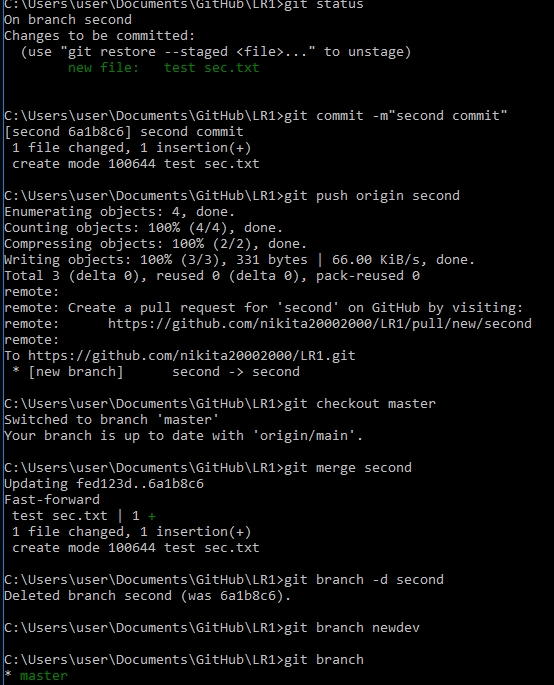 C:\Users\user\Documents\GitHub\LR1>git status
On branch second
Changes to be committed:
  (use "git restore --staged <file>..." to unstage)
        new file:   test sec.txt
C:\Users\user\Documents\GitHub\LR1>git commit -m"second commit"
[second 6a1b8c6] second commit
 1 file changed, 1 insertion(+)
 create mode 100644 test sec.txt
C:\Users\user\Documents\GitHub\LR1>git push origin second
Enumerating objects: 4, done.
Counting objects: 100% (4/4), done.
Compressing objects: 100% (2/2), done.
Writing objects: 100% (3/3), 331 bytes | 66.00 KiB/s, done.
Total 3 (delta 0), reused 0 (delta 0), pack-reused 0
remote:
remote: Create a pull request for 'second' on GitHub by visiting:
remote:      https://github.com/nikita20002000/LR1/pull/new/second
remote:
To https://github.com/nikita20002000/LR1.git
 * [new branch]      second -> second
C:\Users\user\Documents\GitHub\LR1>git checkout master
Switched to branch 'master'
Your branch is up to date with 'origin/main'.
C:\Users\user\Documents\GitHub\LR1>git merge second
Updating fed123d..6a1b8c6
Fast-forward
 test sec.txt | 1 +
 1 file changed, 1 insertion(+)
 create mode 100644 test sec.txt
C:\Users\user\Documents\GitHub\LR1>git branch -d second
Deleted branch second (was 6a1b8c6).
C:\Users\user\Documents\GitHub\LR1>git branch newdev
C:\Users\user\Documents\GitHub\LR1>git branch
* master